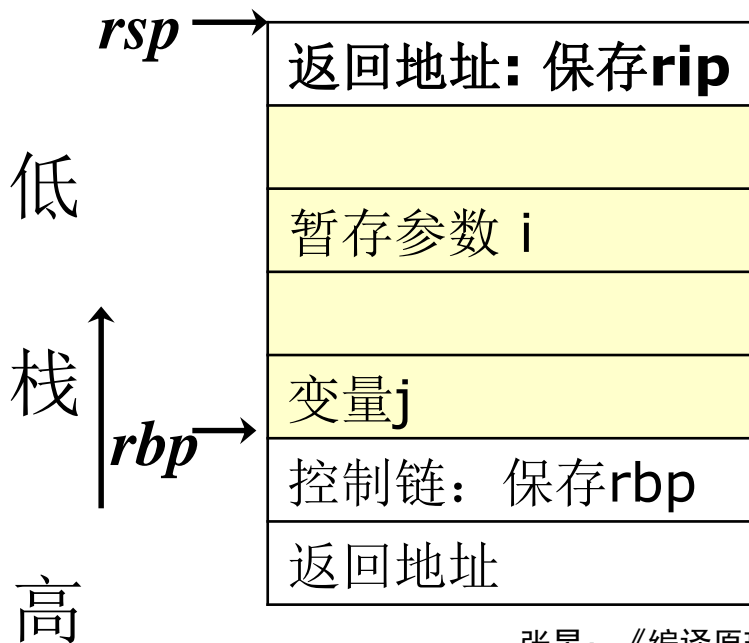 rsp
返回地址: 保存rip
低
暂存参数 i
栈
变量j
rbp
控制链：保存rbp
返回地址
高